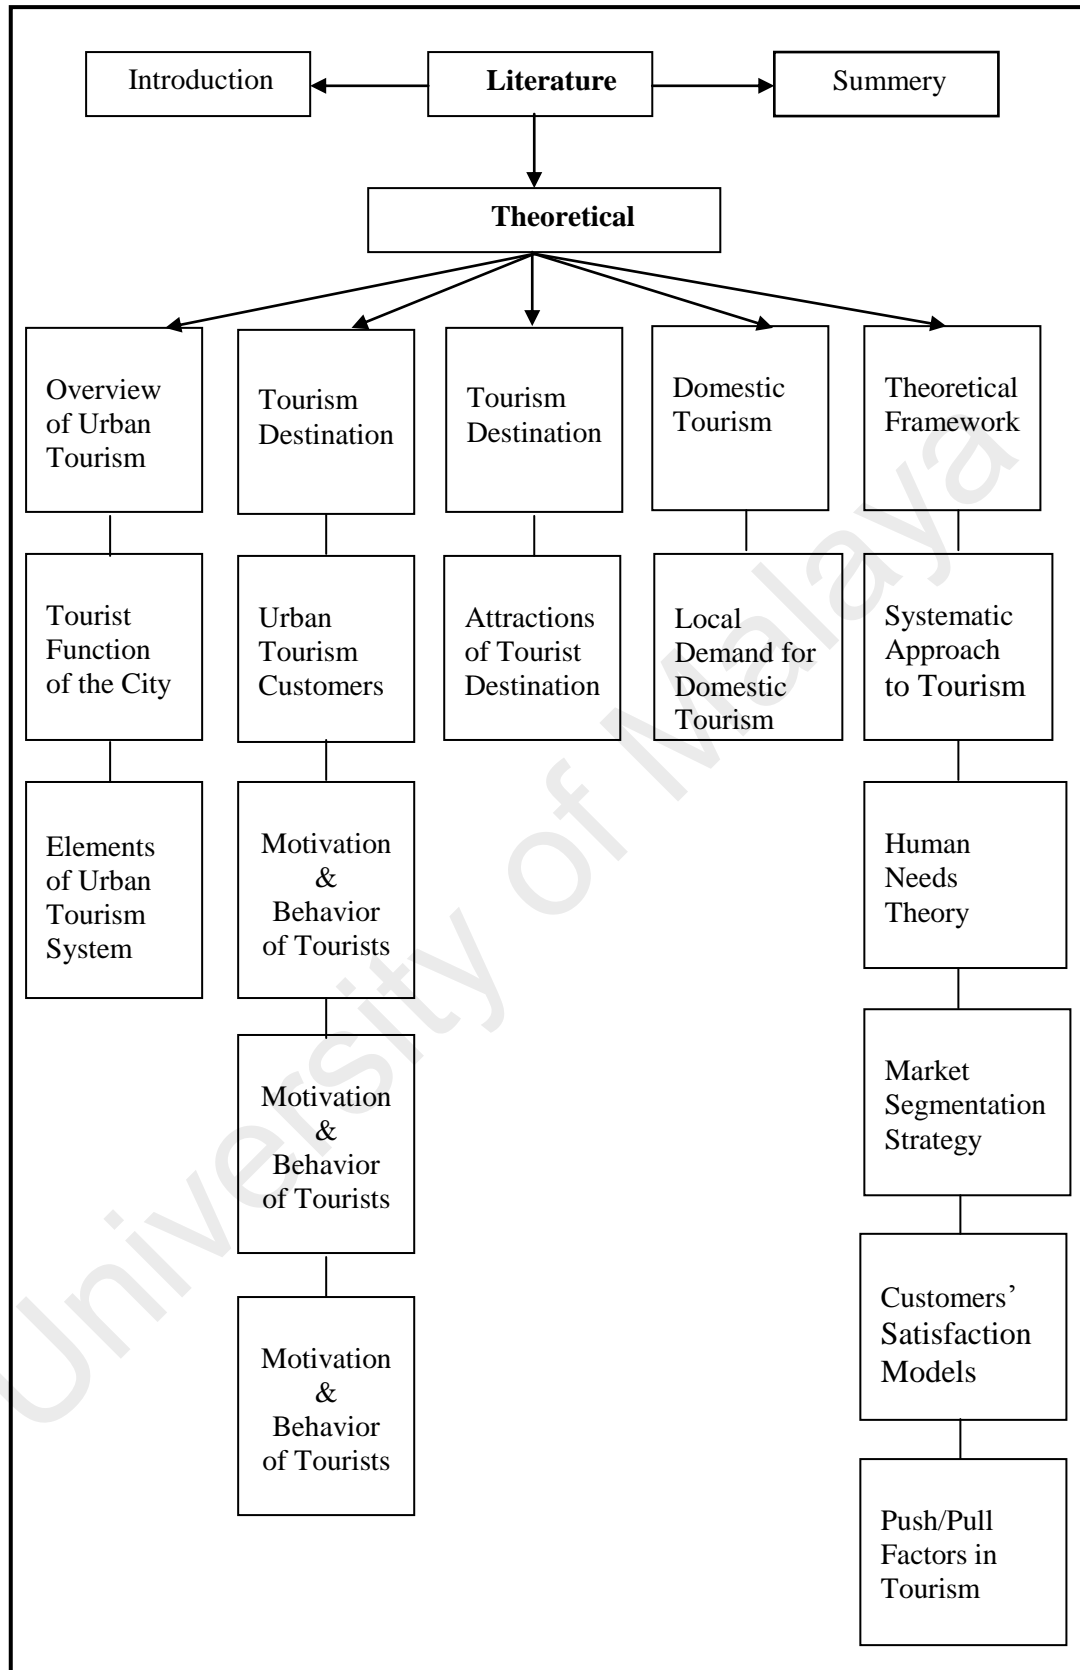 Introduction
Literature
Summery
Theoretical
Overview
of Urban
Tourism
Tourism
Destination
Tourism
Destination
Domestic
Tourism
Theoretical
Framework
Tourist
Function
of the City
Urban
Tourism
Customers
Attractions
of Tourist
Destination
Local
Demand for
Domestic
Tourism
Systematic
Approach
to Tourism
Elements
of Urban
Tourism
System
Motivation
&
Behavior
of Tourists
Human
Needs
Theory
Motivation
&
Behavior
of Tourists
Market
Segmentation
Strategy
Motivation
&
Behavior
of Tourists
Customers’
Satisfaction
Models
Push/Pull
Factors in
Tourism
University of Malaya